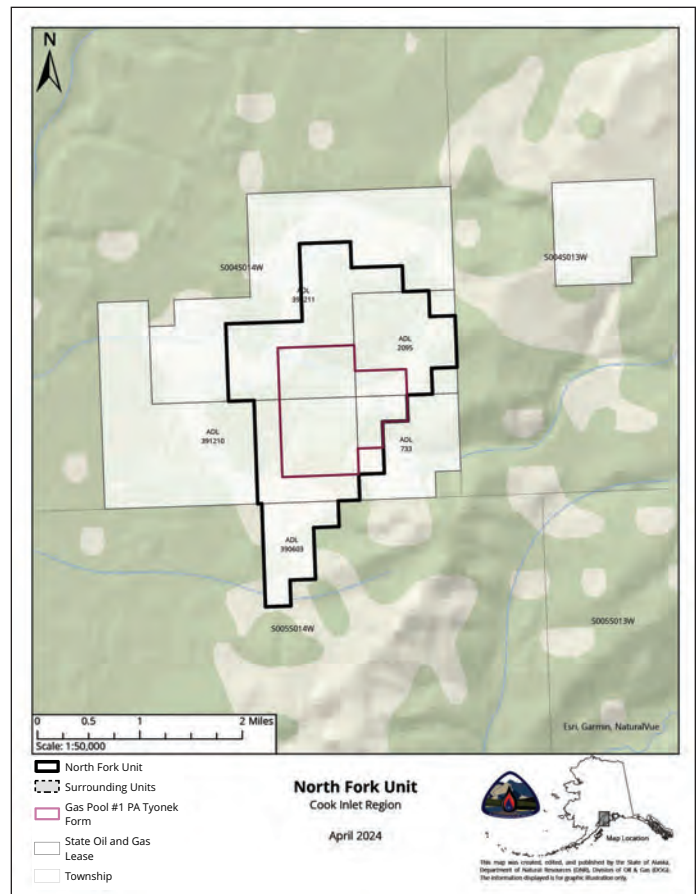 N
S004S014W
S004S013W
ADL
ADL
2095
ADL
391210
ADL
733
ADL
390603
S005S014W
S005S013W
Esri, Garmin, NaturalVue
0 0.5 1 2 Miles
Scale: 1:50,000
North Fork Unit
Surrounding Units
Gas Pool #1 PA Tyonek
Form
State Oil and Gas
Lease
Township
North Fork Unit
Cook Inlet Region
April 2024
Map Location
This map was created, edited, and published by the State of Alaska,
Department of Natural Resources (DNR), Division of Oil & Gas (DOG).
The information displayed is for graphic illustration only.